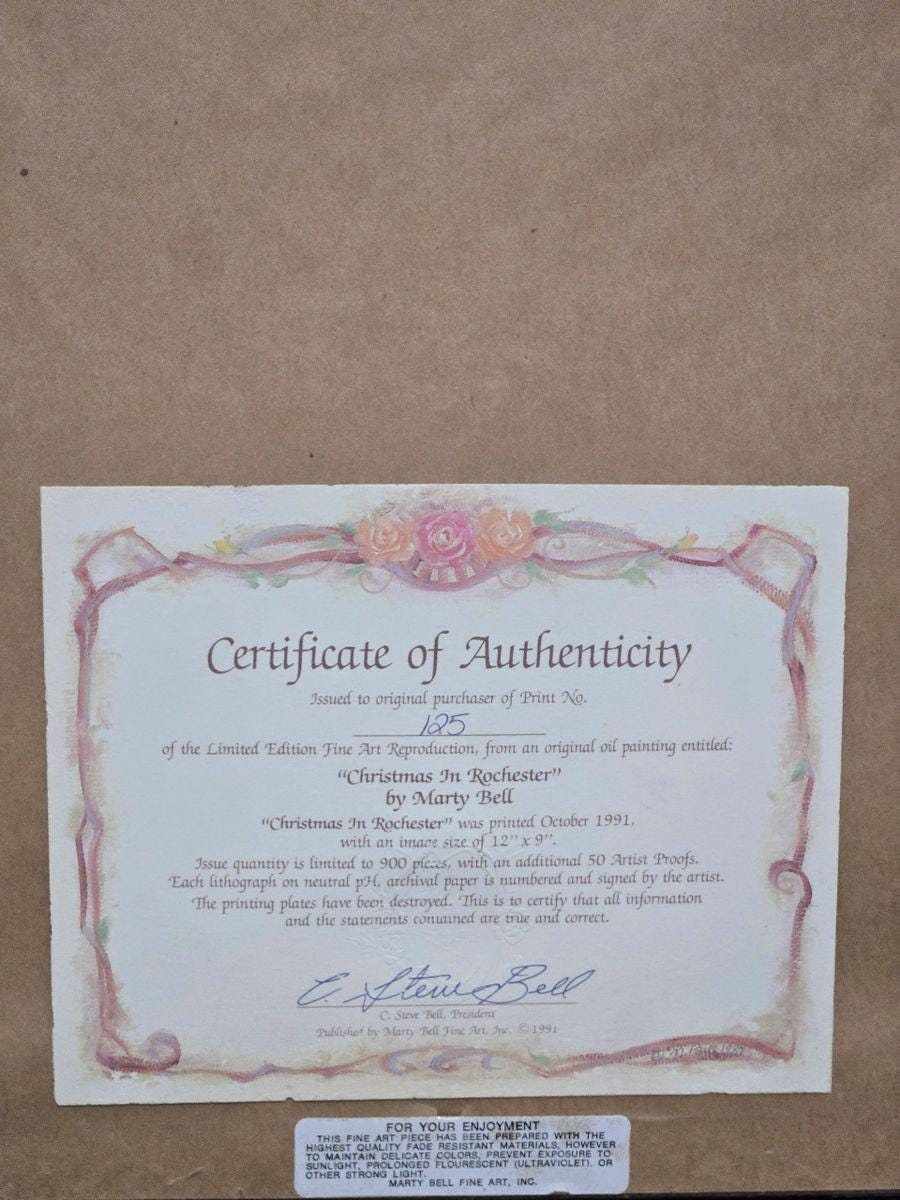 Certificate of Authenticity
Issued to original purchaser of Print No.
125
of the Limited Edition Fine Art Reproduction, from an original oil painting entitled:
"Christmas In Rochester"
by Marty Bell
"Christmas In Rochester" was printed October 1991,
with an image size of 12" x 9".
Issue quantity is limited to 900 pieces, with an additional 50 Artist Proofs.
Each lithograph on neutral pH, archival paper is numbered and signed by the artist.
The printing plates have been destroyed. This is to certify that all information
and the statements contained are true and correct.
C. Steve Bell
C. Steve Bell, President
Published by Marty Bell Fine Art, Inc. © 1991
FOR YOUR ENJOYMENT
THIS FINE ART PIECE HAS BEEN PREPARED WITH THE
HIGHEST QUALITY FADE RESISTANT MATERIALS, HOWEVER
TO MAINTAIN DELICATE COLORS, PREVENT EXPOSURE TO
SUNLIGHT, PROLONGED FLOURESCENT (ULTRAVIOLET), OR
OTHER STRONG LIGHT.
MARTY BELL FINE ART, INC.